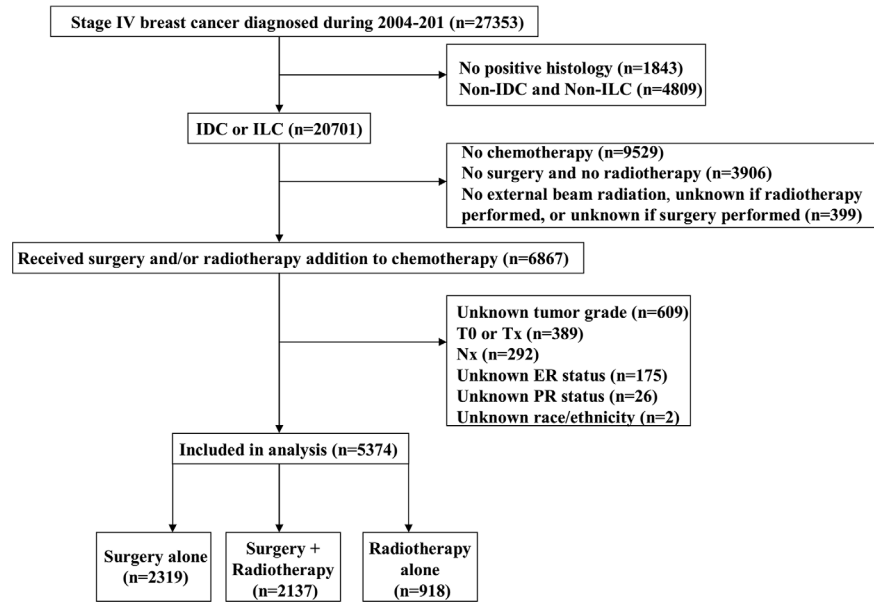 Stage IV breast cancer diagnosed during 2004-201 (n=27353)
No positive histology (n=1843)
Non-IDC and Non-ILC (n=4809)
IDC or ILC (n=20701)
No chemotherapy (n=9529)
No surgery and no radiotherapy (n=3906)
No external beam radiation, unknown if radiotherapy
performed, or unknown if surgery performed (n=399)
Received surgery and/or radiotherapy addition to chemotherapy (n=6867)
Unknown tumor grade (n=609)
T0 or Tx (n=389)
Nx (n=292)
Unknown ER status (n=175)
Unknown PR status (n=26)
Unknown race/ethnicity (n=2)
Included in analysis (n=5374)
Surgery alone
(n=2319)
Surgery +
Radiotherapy
(n=2137)
Radiotherapy
alone
(n=918)